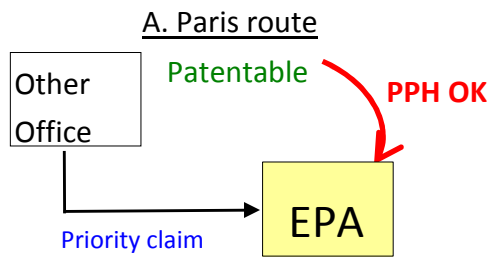 A. Paris route
Other
Office
Patentable
PPH OK
EPA
Priority claim